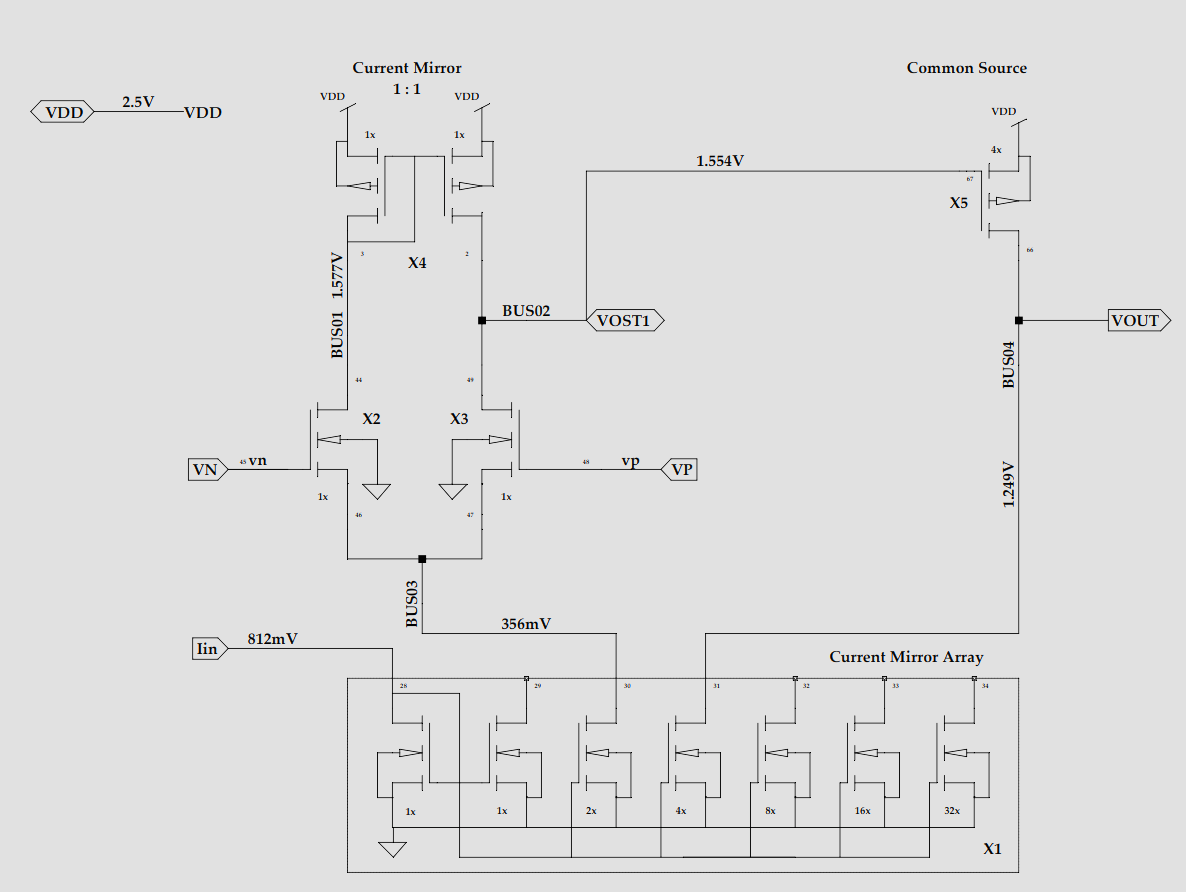 Current Mirror
Common Source
1 : 1
VDD
VDD
VDD
2.5V
VDD
VDD
1x
1x
4x
1.554V
67
X5
3
2
X4
66
BUS01 1.577V
BUS02
VOST1
VOUT
BUS04
44
49
X2
X3
VN
43
vn
48
vp
VP
1x
1x
1.249V
46
47
BUS03
356mV
Iin
812mV
Current Mirror Array
28
29
30
31
32
33
34
1x
1x
2x
4x
8x
16x
32x
X1